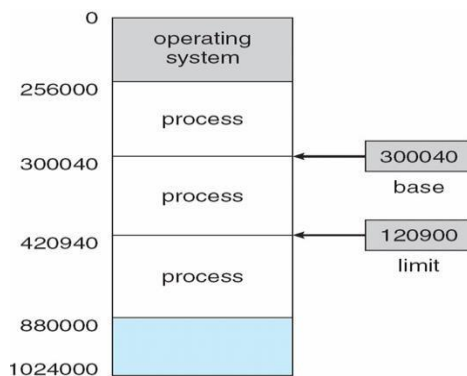 0
operating
system
256000
process
300040
300040
base
process
420940
120900
limit
process
880000
1024000